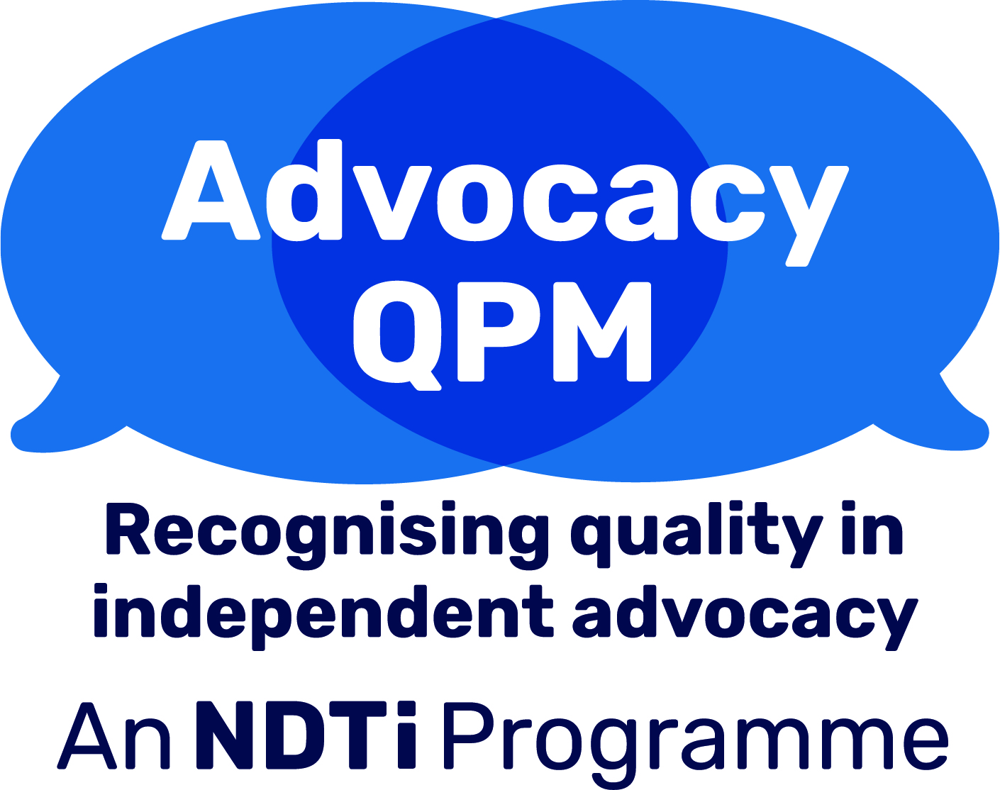 Advocacy
QPM
Recognising quality in
independent advocacy
An NDTi Programme